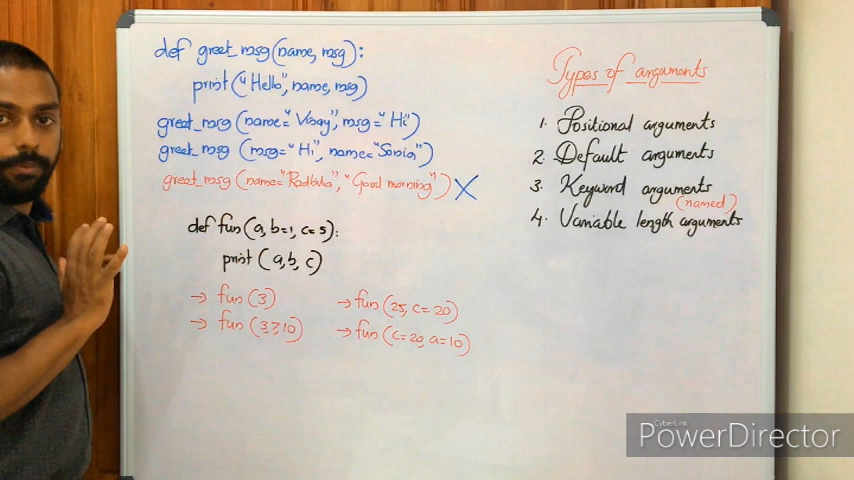 def greet_msg(name, msg):
print("Hello", name, msg)
greet_msg(name="Vinay", msg="Hi")
greet_msg (msg="Hi", name="Sonia")
greet_msg (name="Radhika", "Good morning") X
def fun(a, b=1, c=5):
print (a, b, c)
→ fun(3)
→ fun(3,7,10)
→ fun(25, c=20)
→ fun(c=20, a=10)
Types of arguments
1. Positional arguments
2. Default arguments
3. Keyword arguments
(named)
4. Variable length arguments
CyberLink
PowerDirector